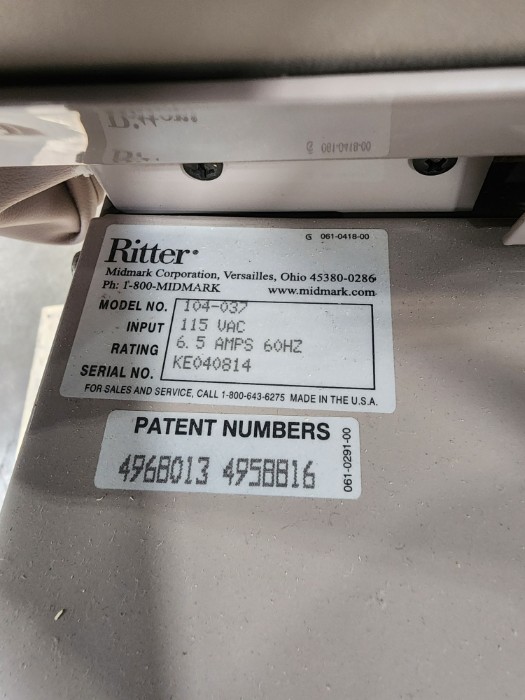 G 061-0418-00
Ritter
Midmark Corporation, Versailles, Ohio 45380-0286
Ph: 1-800-MIDMARK www.midmark.com
MODEL NO. 104-037
INPUT 115 VAC
RATING 6.5 AMPS 60HZ
SERIAL NO. KE040814
FOR SALES AND SERVICE, CALL 1-800-643-6275 MADE IN THE U.S.A.
PATENT NUMBERS
4968013 4958816
061-0291-00